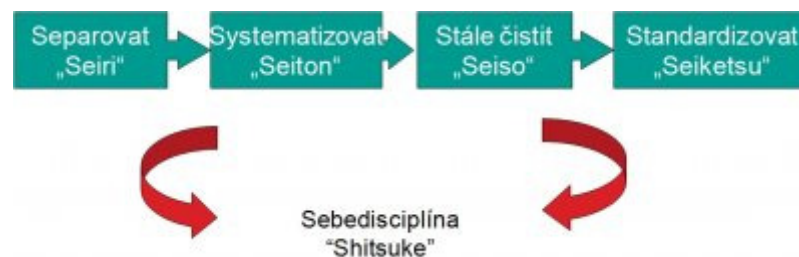 Separovat
„Seiri“
Systematizovat
„Seiton“
Stále čistit
„Seiso“
Standardizovat
„Seiketsu“
Sebedisciplína
“Shitsuke”